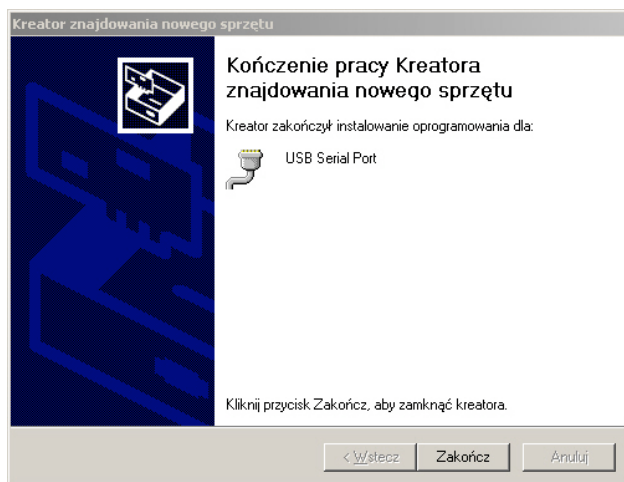 Kreator znajdowania nowego sprzętu
Kończenie pracy Kreatora
znajdowania nowego sprzętu
Kreator zakończył instalowanie oprogramowania dla:
USB Serial Port
Kliknij przycisk Zakończ, aby zamknąć kreatora.
< Wstecz
Zakończ
Anuluj